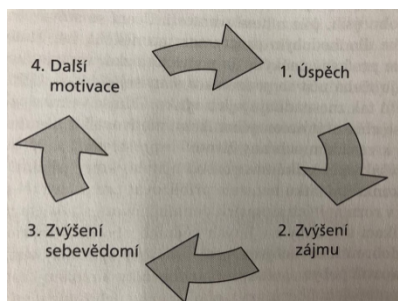 1. Úspěch
2. Zvýšení
zájmu
3. Zvýšení
sebevědomí
4. Další
motivace